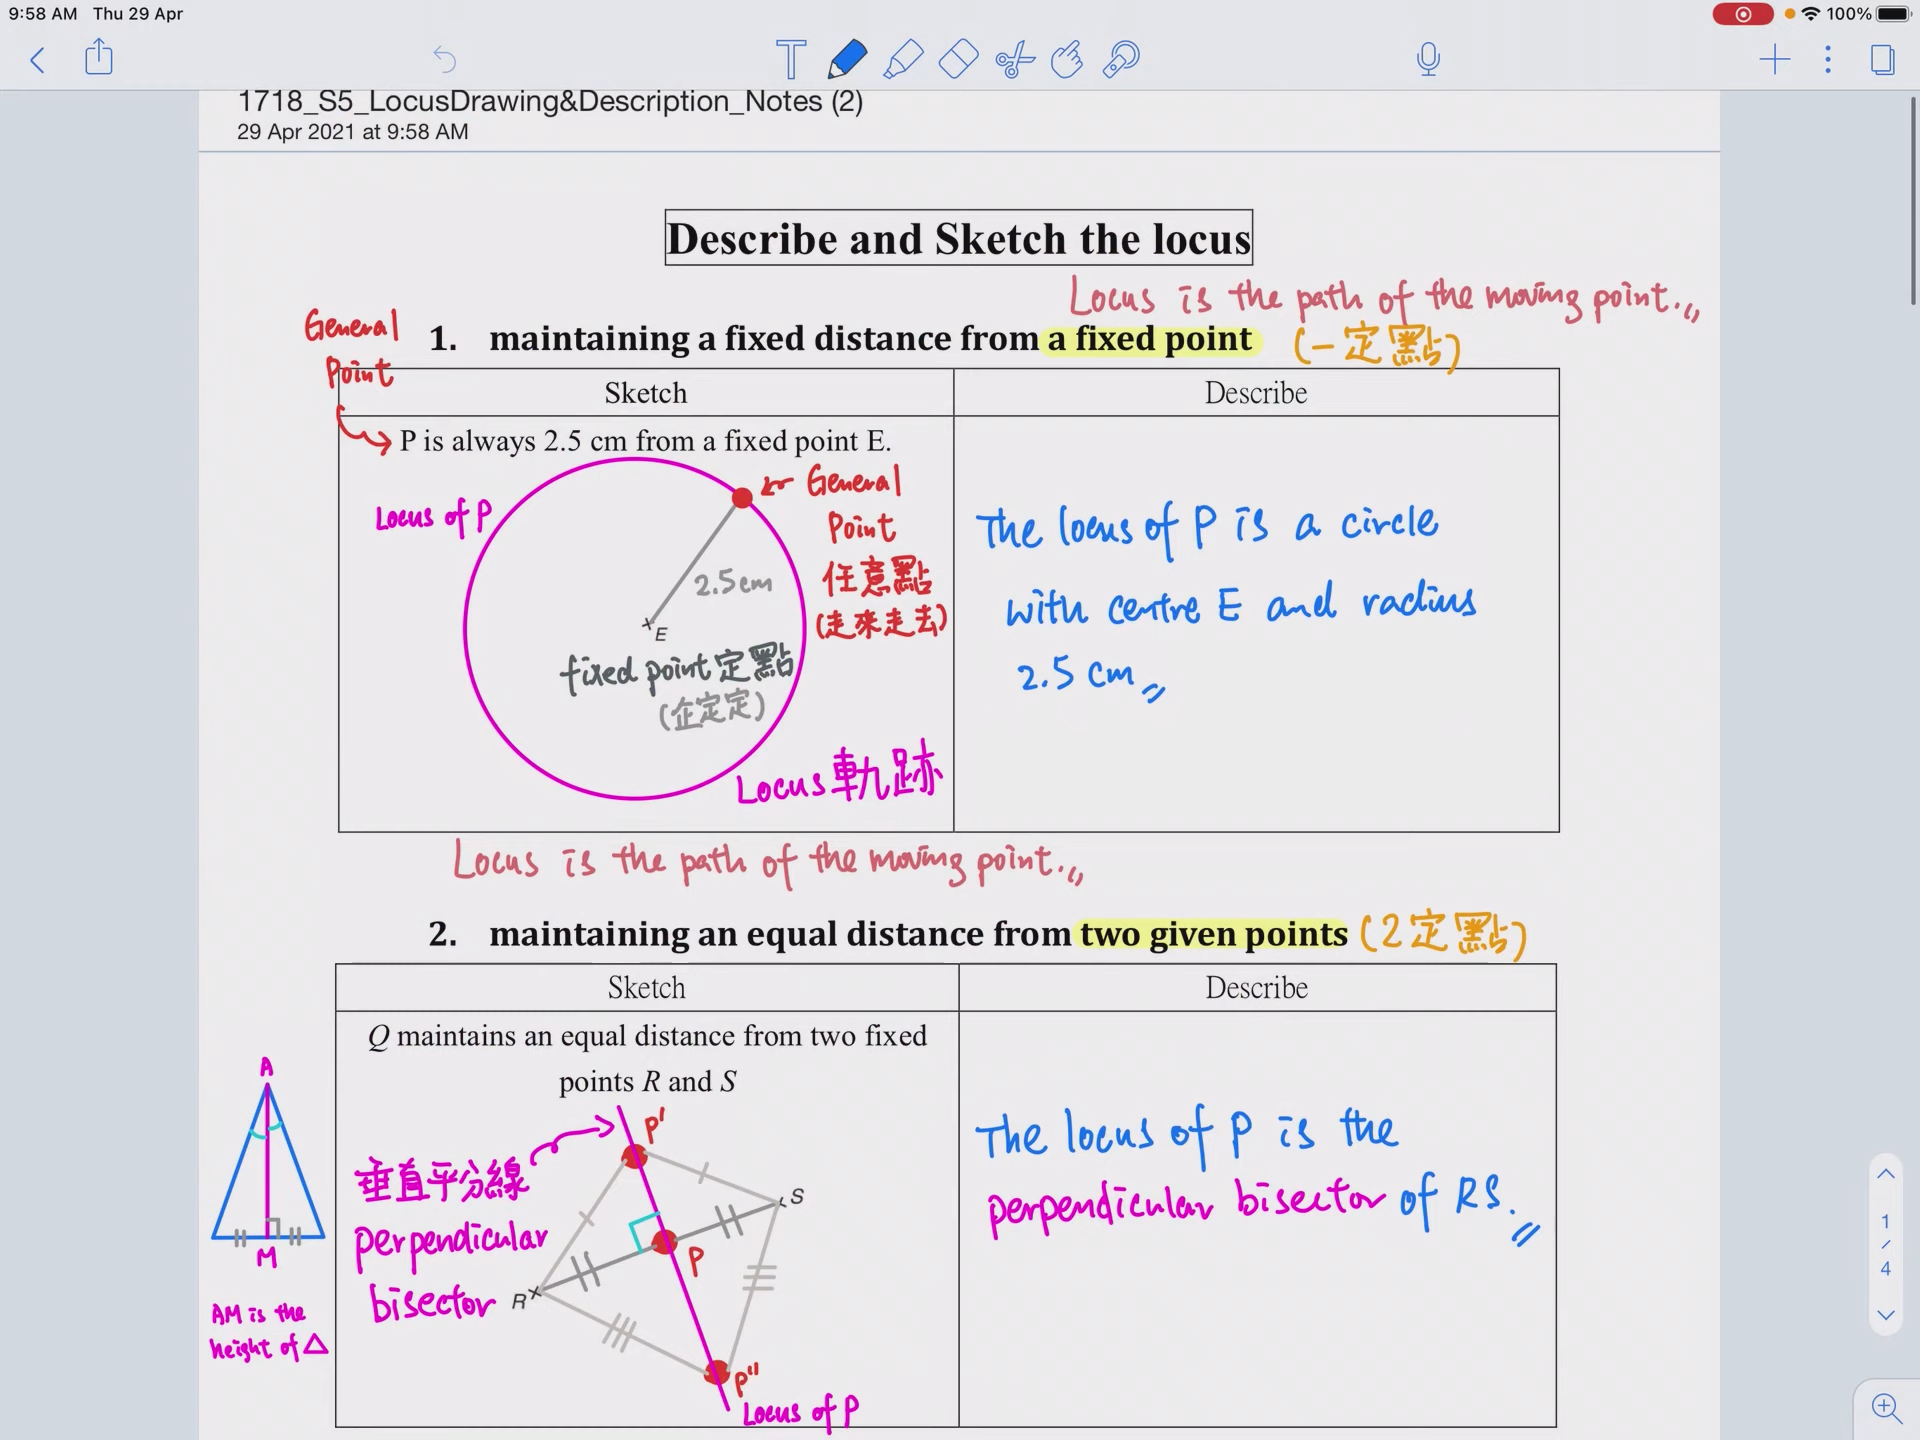 9:58 AM Thu 29 Apr
100%
1718_S5_LocusDrawing&Description_Notes (2)
29 Apr 2021 at 9:58 AM
Describe and Sketch the locus
Locus is the path of the moving point.
General
Point
1. maintaining a fixed distance from a fixed point (一定點)
Sketch
Describe
P is always 2.5 cm from a fixed point E.
Locus of P
General
Point
任意點
(走來走去)
2.5cm
E
fixed point定點
(企定定)
Locus 軌跡
The locus of P is a circle
with centre E and radius
2.5 cm
Locus is the path of the moving point.
2. maintaining an equal distance from two given points (2定點)
Sketch
Describe
Q maintains an equal distance from two fixed
points R and S
A
M
AM is the
height of △
垂直平分線
perpendicular
bisector
P'
S
P
R
P"
Locus of P
The locus of P is the
perpendicular bisector of RS.
1
/
4